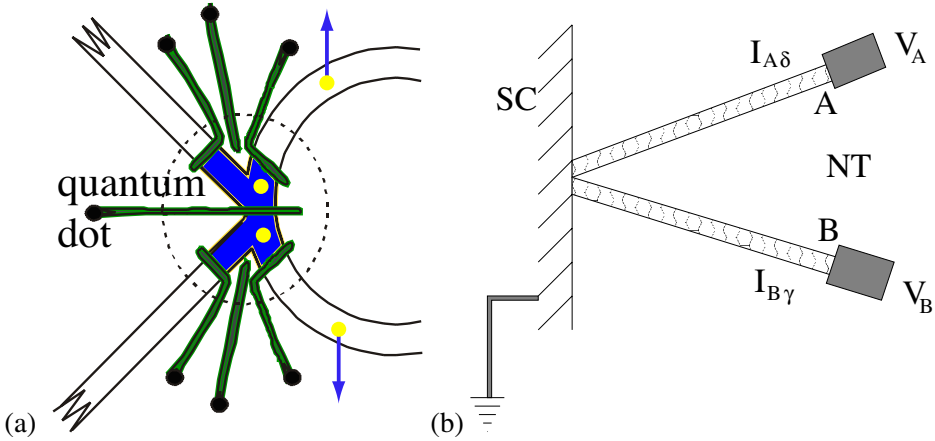 quantum
dot
(a)
SC
I_{Aδ}
V_A
A
NT
B
I_{Bγ}
V_B
(b)